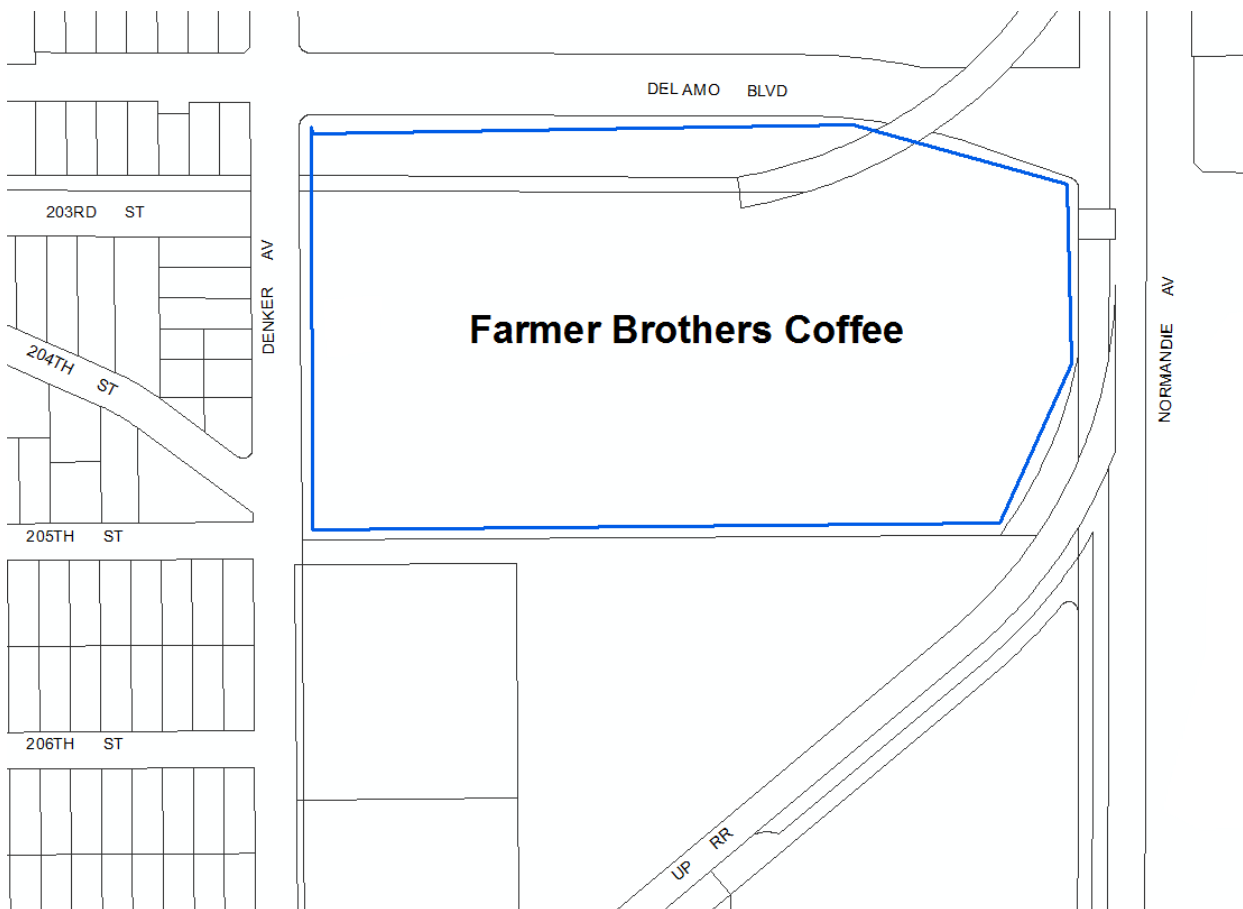 DEL AMO BLVD
203RD ST
DENKER AV
Farmer Brothers Coffee
NORMANDIE AV
204TH ST
205TH ST
206TH ST
UP RR